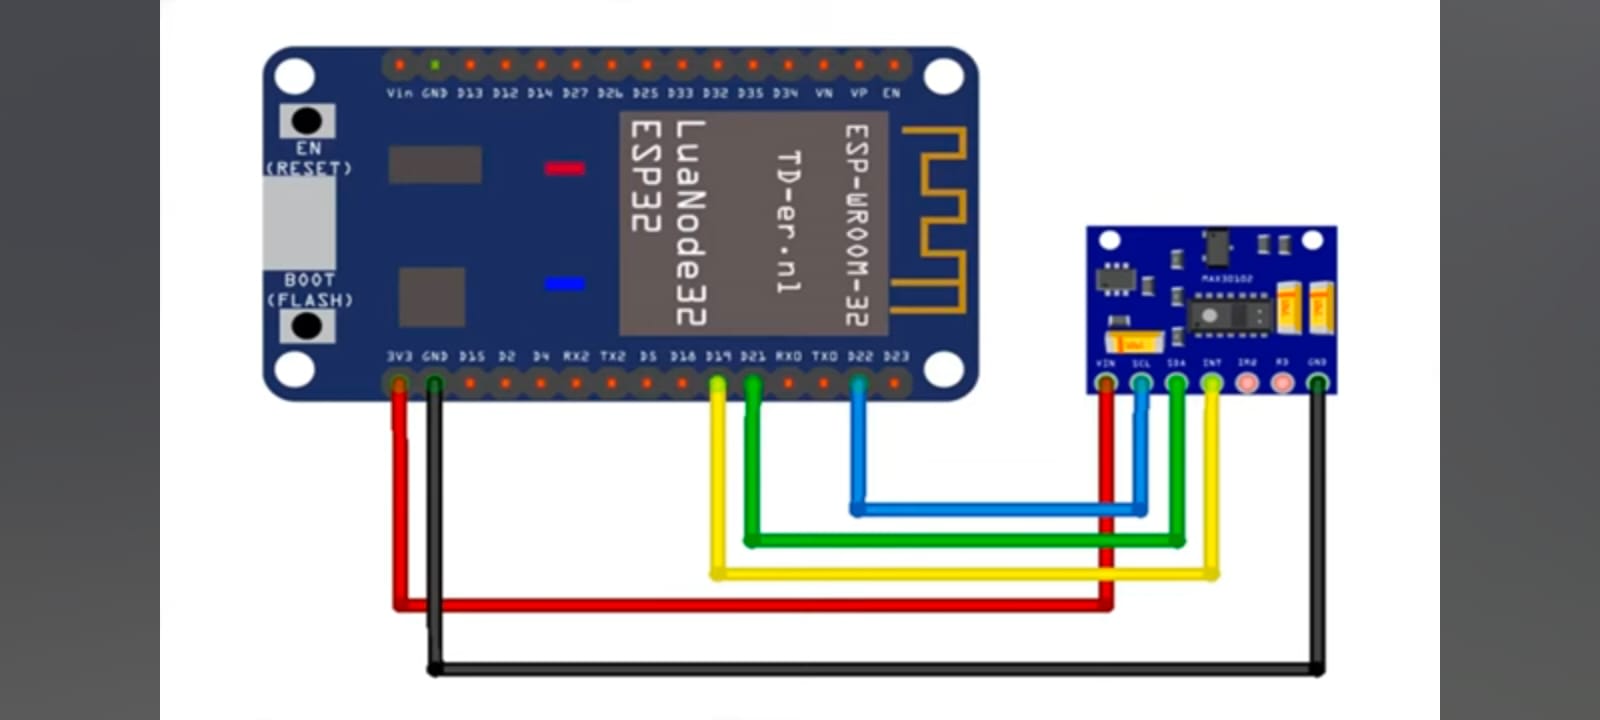 Vin GND D13 D12 D14 D27 D26 D25 D33 D32 D35 D34 VN VP EN
EN
(RESET)
BOOT
(FLASH)
ESP32
LuaNode32
TD-er.nl
ESP-WROOM-32
3V3 GND D15 D2 D4 RX2 TX2 D5 D18 D19 D21 RX0 TX0 D22 D23
MAX30102
VIN SCL SDA INT IRD RD GND